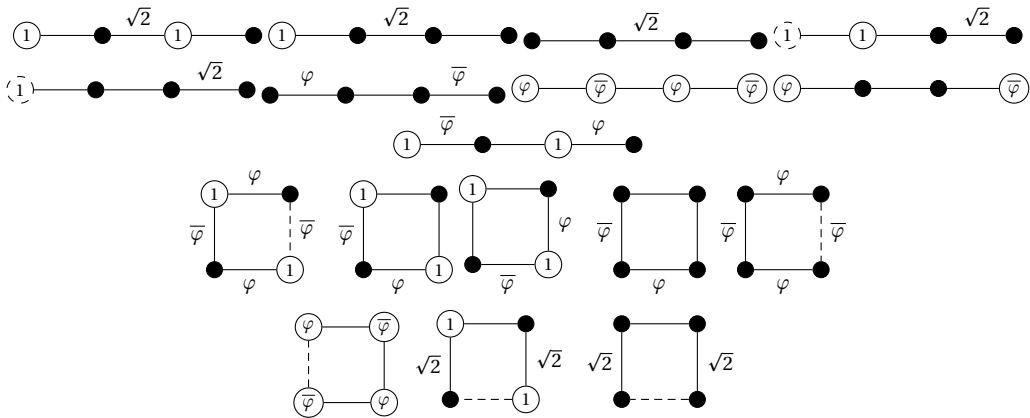 √2 √2 √2 √2
1 1 1 1 1
√2 φ φ̅
1 φ φ̅ φ φ̅ φ φ̅
φ̅ φ
1 1
φ φ
1 1 1
φ̅ φ̅ φ̅ φ φ̅ φ̅ φ̅
1 1 1
φ φ φ̅ φ φ
φ φ̅ 1
√2 √2 √2 √2
φ̅ φ 1